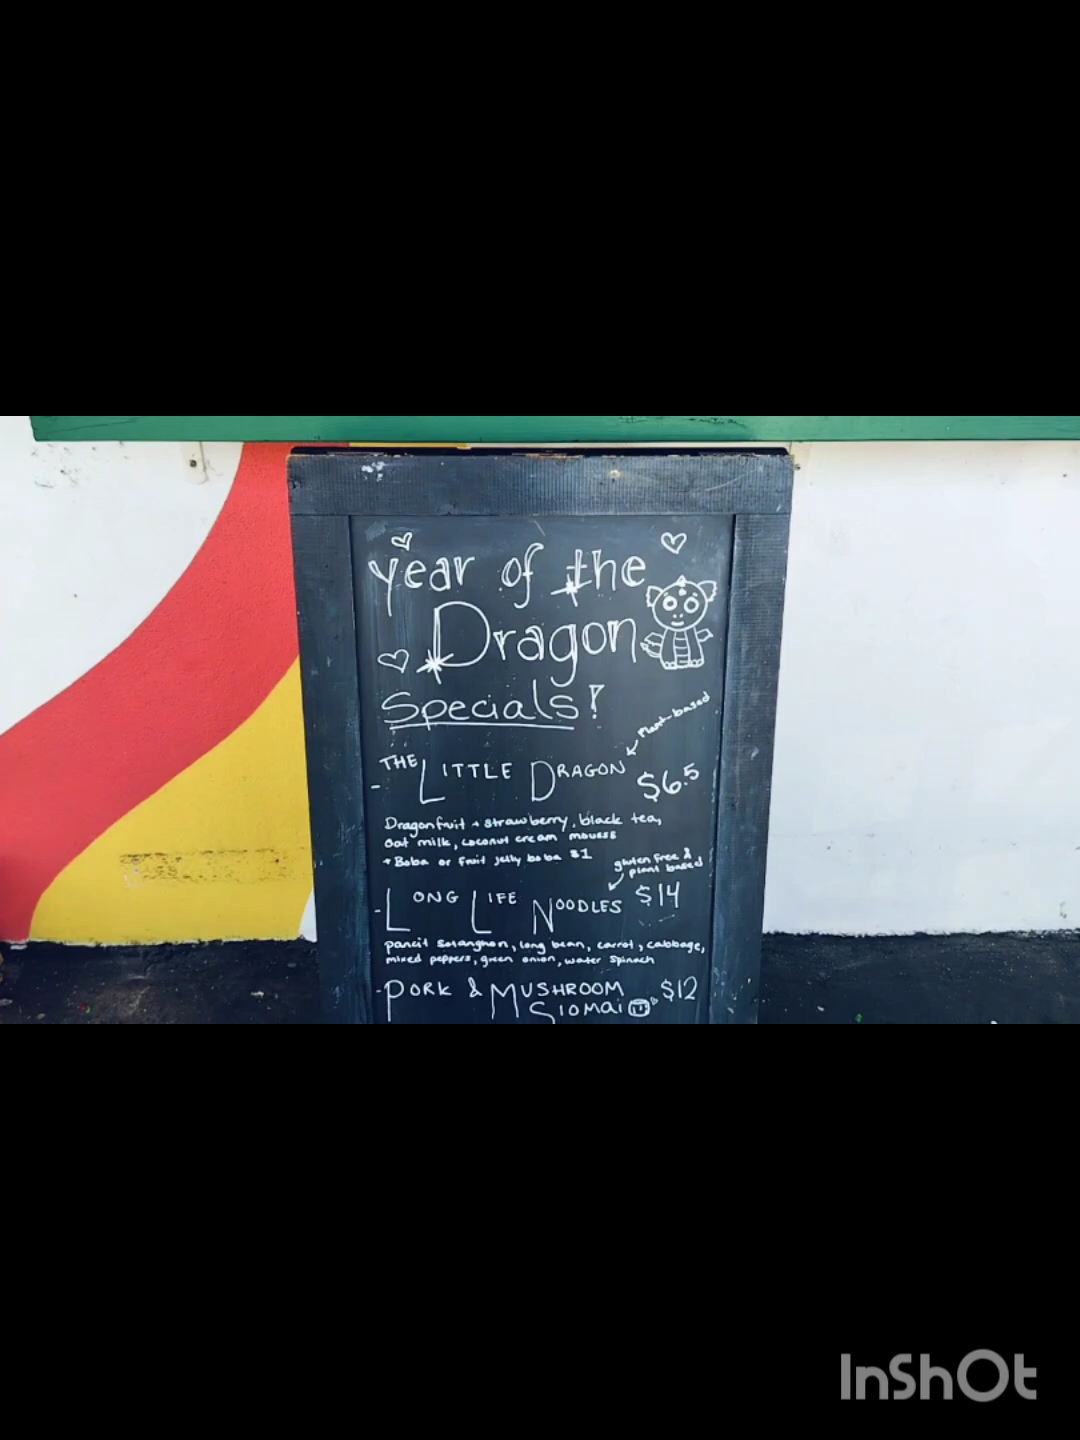 year of the
Dragon
Specials!
Plant-based
- THE LITTLE DRAGON $6.5
Dragonfruit + strawberry, black tea,
oat milk, coconut cream mousse
+ Boba or fruit jelly boba $1
gluten free &
plant based
- LONG LIFE NOODLES $14
pancit sotanghon, long bean, carrot, cabbage,
mixed peppers, green onion, water spinach
- PORK & MUSHROOM $12
SIOMAI
InShOt